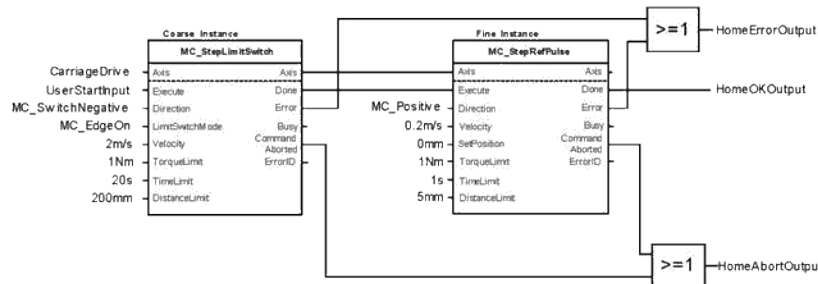 Coarse Instance
MC_StepLimitSwitch
CarriageDrive Axis Axis
UserStartInput Execute Done
MC_SwitchNegative Direction Error
MC_EdgeOn LimitSwitchMode Busy
2m/s Velocity Command Aborted
1Nm TorqueLimit ErrorID
20s TimeLimit
200mm DistanceLimit
Fine Instance
MC_StepRefPulse
Axis Axis
Execute Done
MC_Positive Direction Error
0.2m/s Velocity Busy
0mm SetPosition Command Aborted
1Nm TorqueLimit ErrorID
1s TimeLimit
5mm DistanceLimit
>=1 HomeErrorOutput
HomeOKOutput
>=1 HomeAbortOutpu